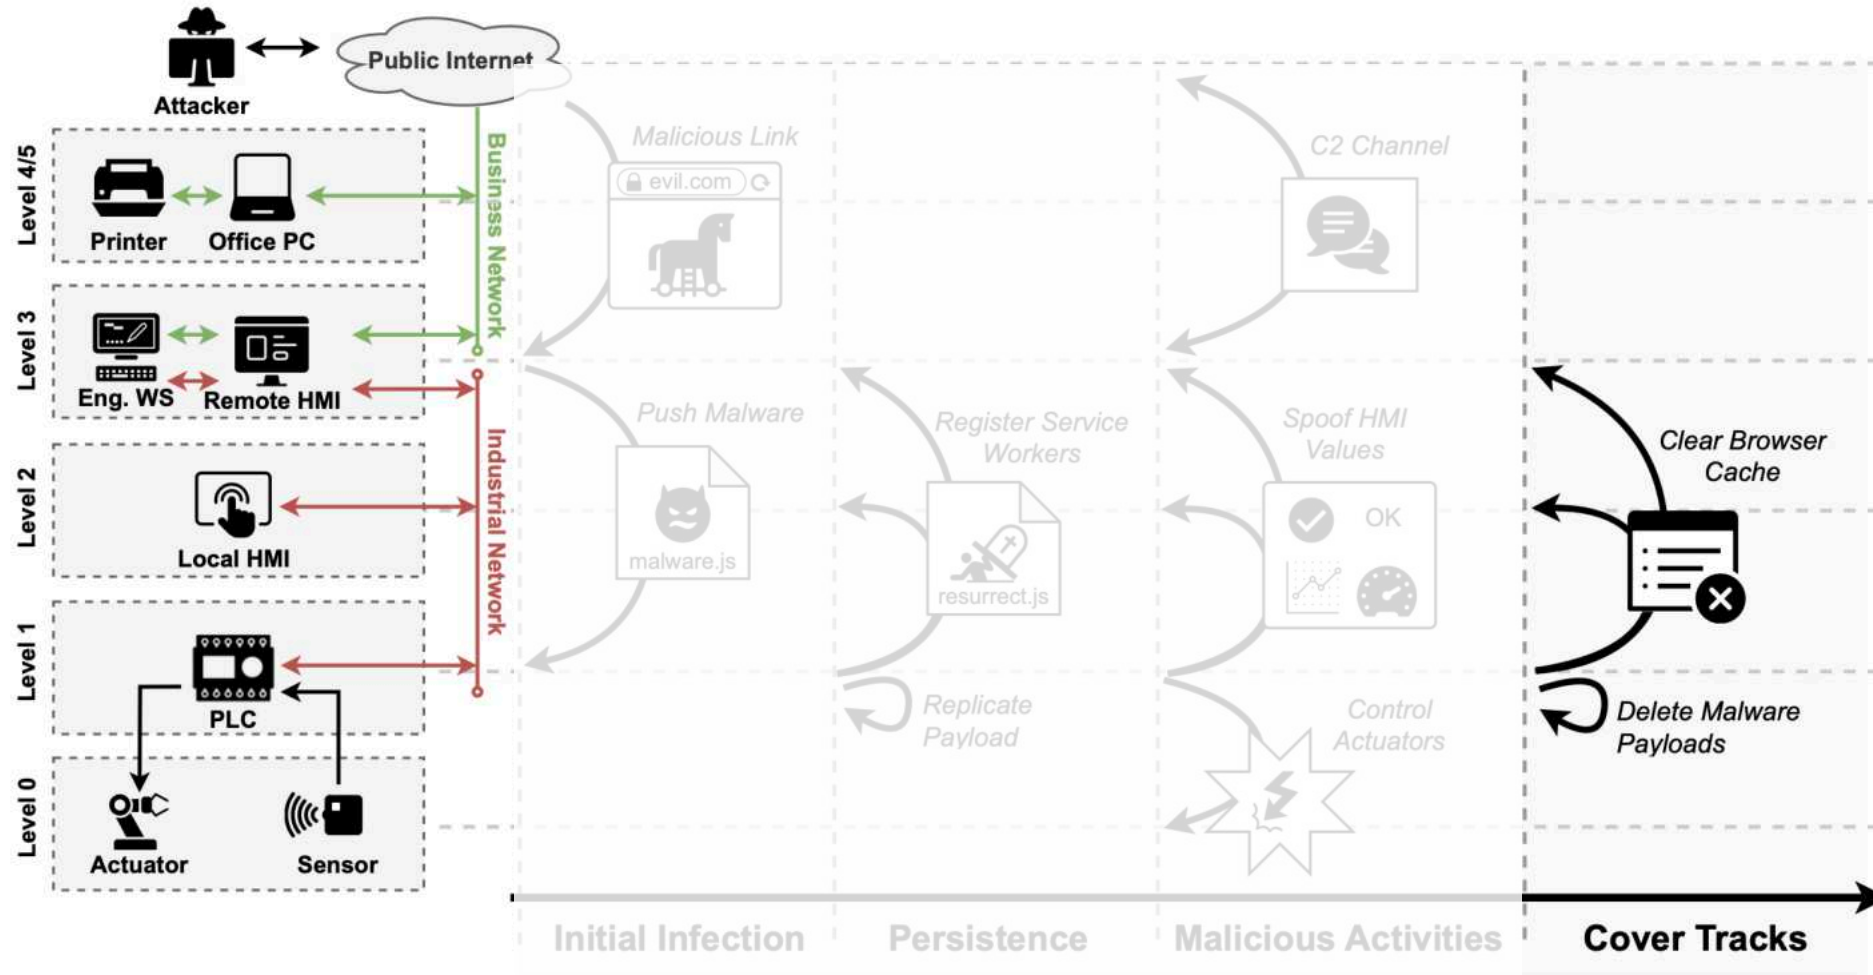 Attacker
Public Internet
Level 4/5
Printer
Office PC
Business Network
Level 3
Eng. WS
Remote HMI
Level 2
Local HMI
Industrial Network
Level 1
PLC
Level 0
Actuator
Sensor
Malicious Link
evil.com
Push Malware
malware.js
Register Service
Workers
resurrect.js
Replicate
Payload
C2 Channel
Spoof HMI
Values
OK
Control
Actuators
Clear Browser
Cache
Delete Malware
Payloads
Initial Infection
Persistence
Malicious Activities
Cover Tracks